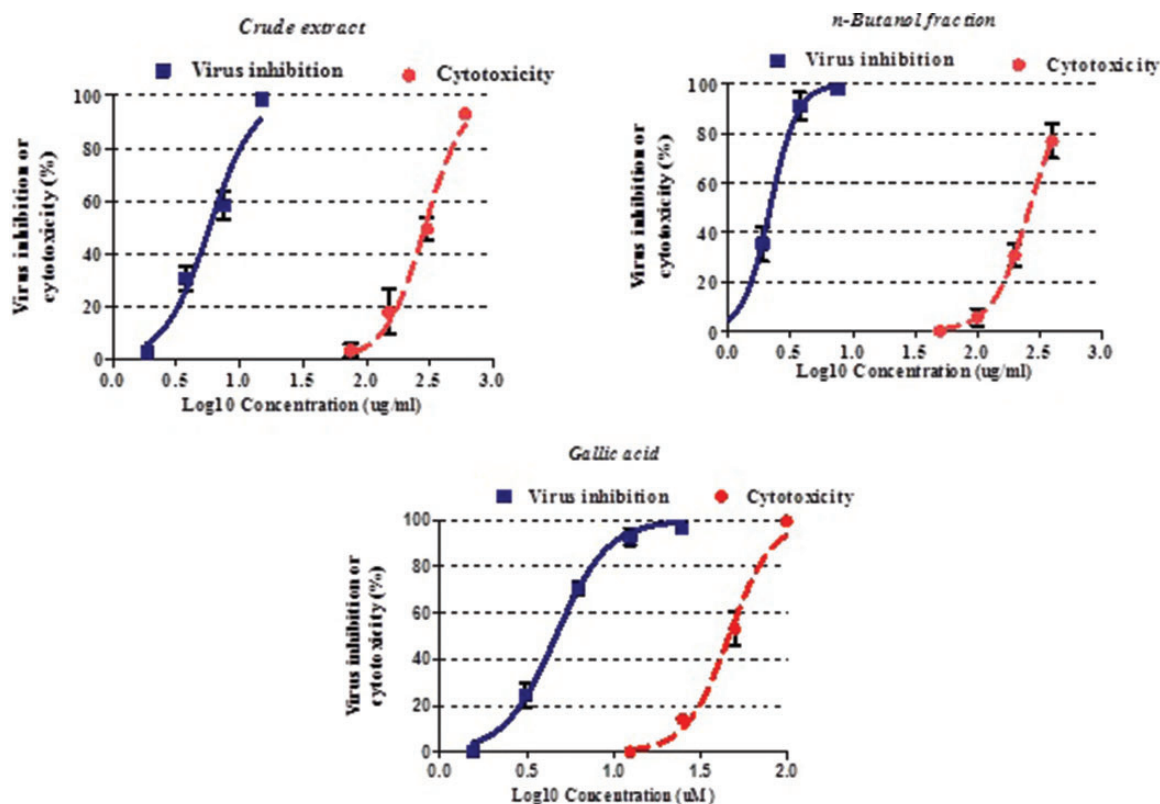 Crude extract
Virus inhibition
Cytotoxicity
Virus inhibition or
cytotoxicity (%)
100
80
60
40
20
0
0.0 0.5 1.0 1.5 2.0 2.5 3.0
Log10 Concentration (ug/ml)
n-Butanol fraction
Virus inhibition
Cytotoxicity
Virus inhibition or
cytotoxicity (%)
100
80
60
40
20
0
0.0 0.5 1.0 1.5 2.0 2.5 3.0
Log10 Concentration (ug/ml)
Gallic acid
Virus inhibition
Cytotoxicity
Virus inhibition or
cytotoxicity (%)
100
80
60
40
20
0
0.0 0.5 1.0 1.5 2.0
Log10 Concentration (uM)